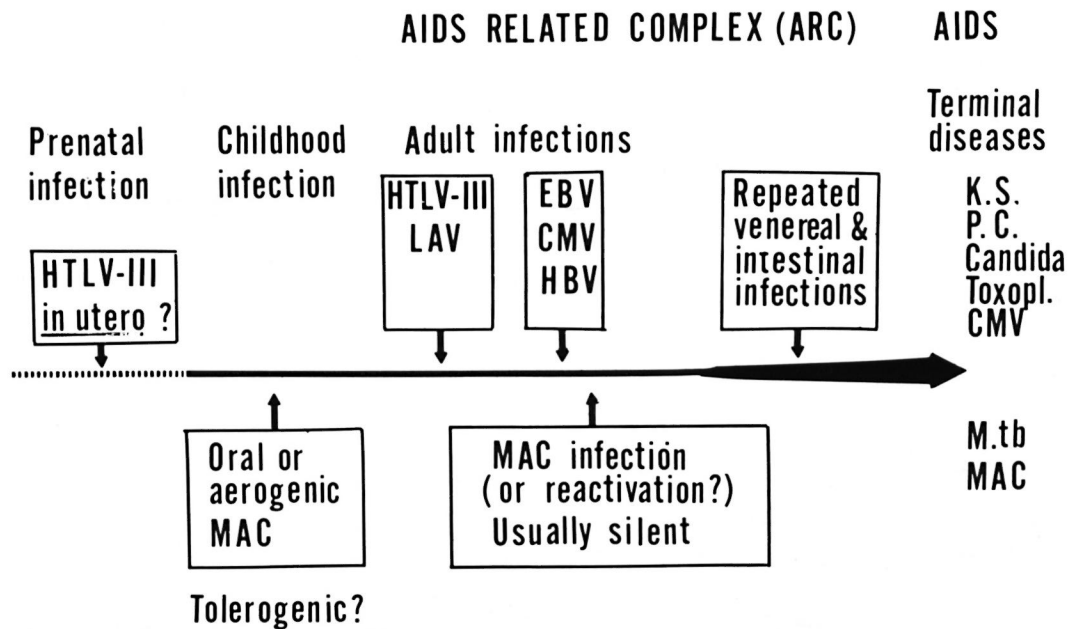 AIDS RELATED COMPLEX (ARC)
AIDS
Prenatal
infection
Childhood
infection
Adult infections
Terminal
diseases
HTLV-III
in utero ?
HTLV-III
LAV
EBV
CMV
HBV
Repeated
venereal &
intestinal
infections
K.S.
P.C.
Candida
Toxopl.
CMV
Oral or
aerogenic
MAC
Tolerogenic?
MAC infection
(or reactivation?)
Usually silent
M.tb
MAC